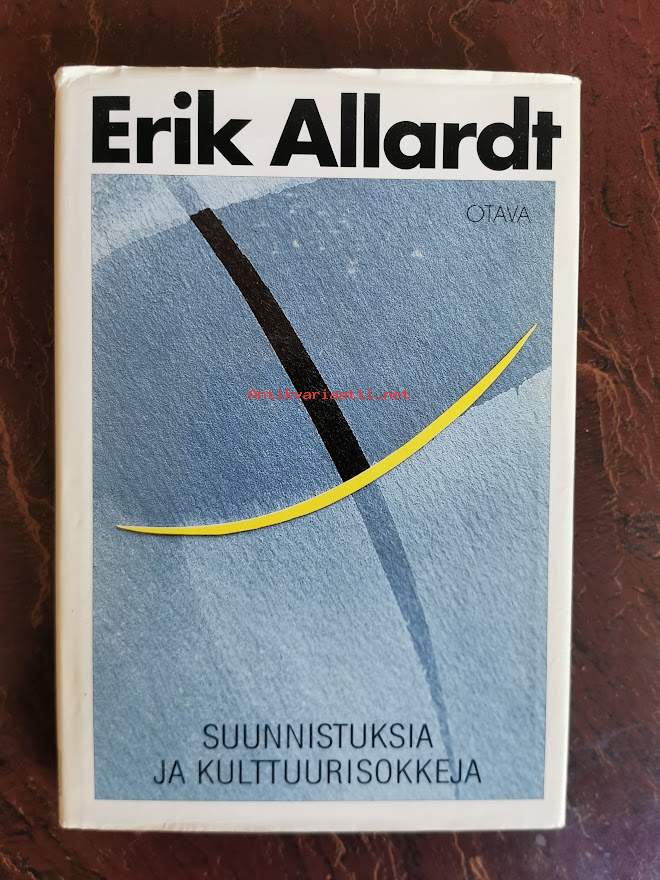 Erik Allardt
OTAVA
Antikvariaatti.net
SUUNNISTUKSIA
JA KULTTUURISOKKEJA